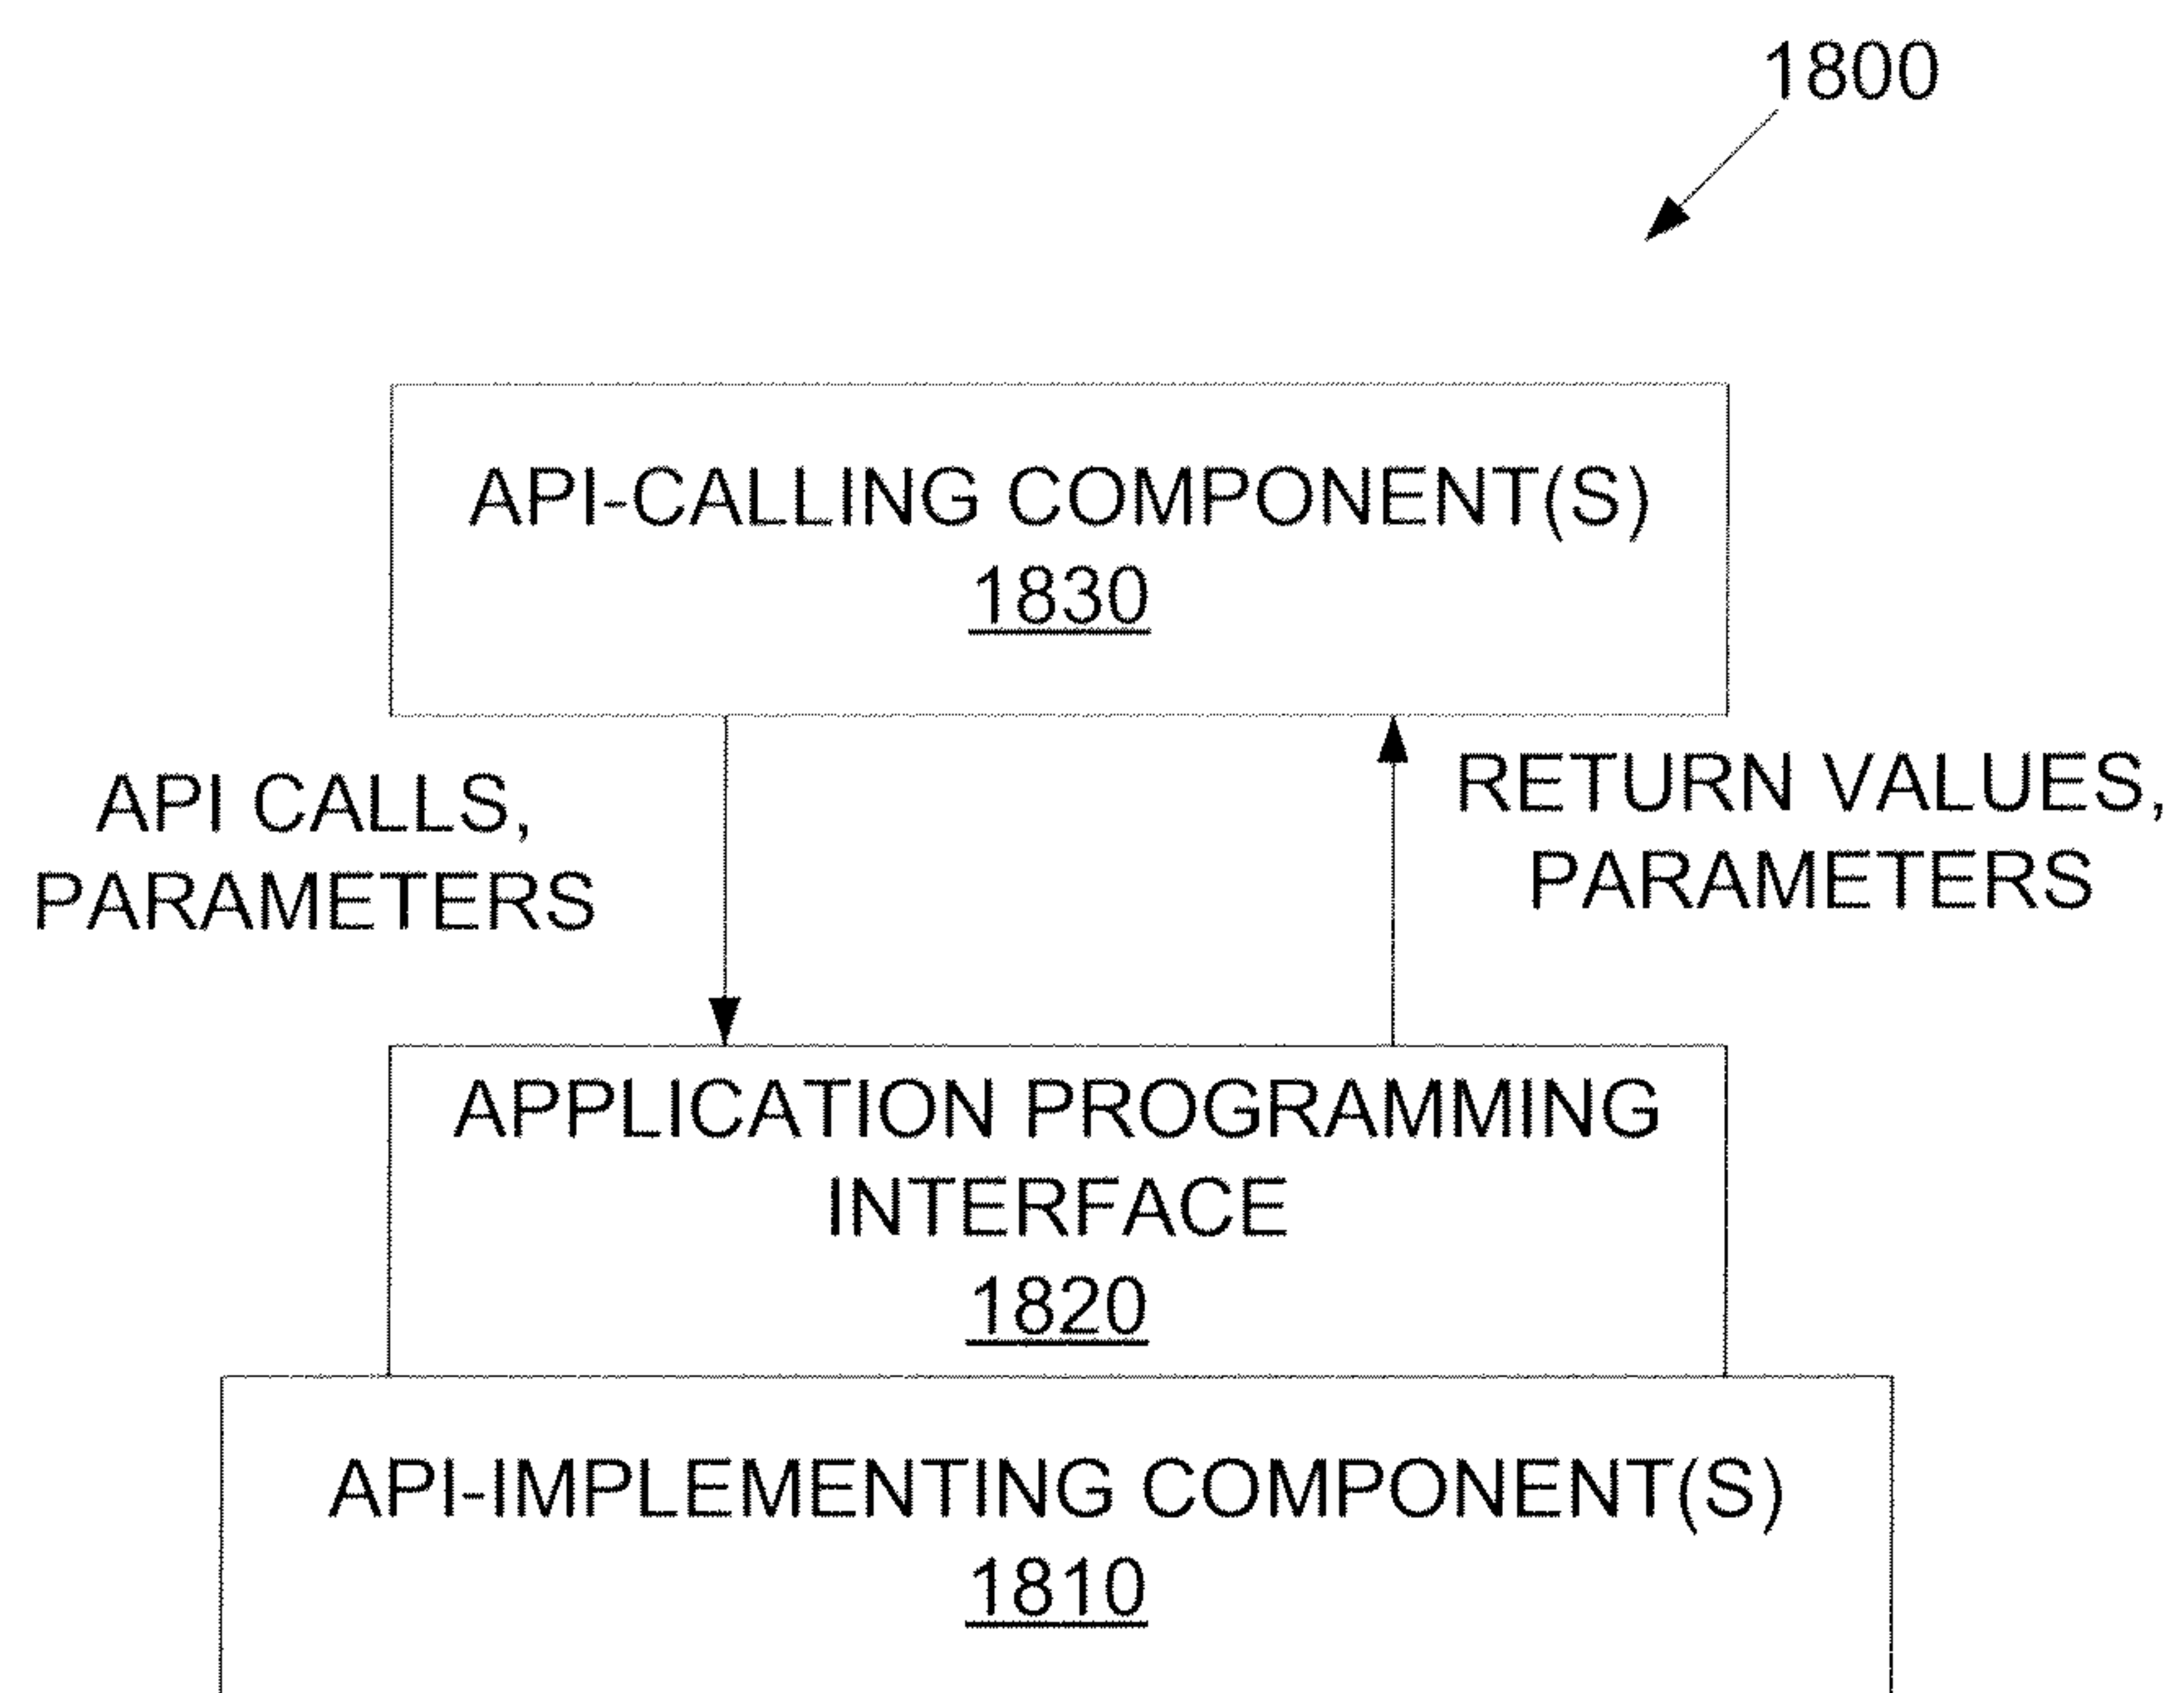 1800
API-CALLING COMPONENT(S)
1830
API CALLS,
PARAMETERS
RETURN VALUES,
PARAMETERS
APPLICATION PROGRAMMING
INTERFACE
1820
API-IMPLEMENTING COMPONENT(S)
1810